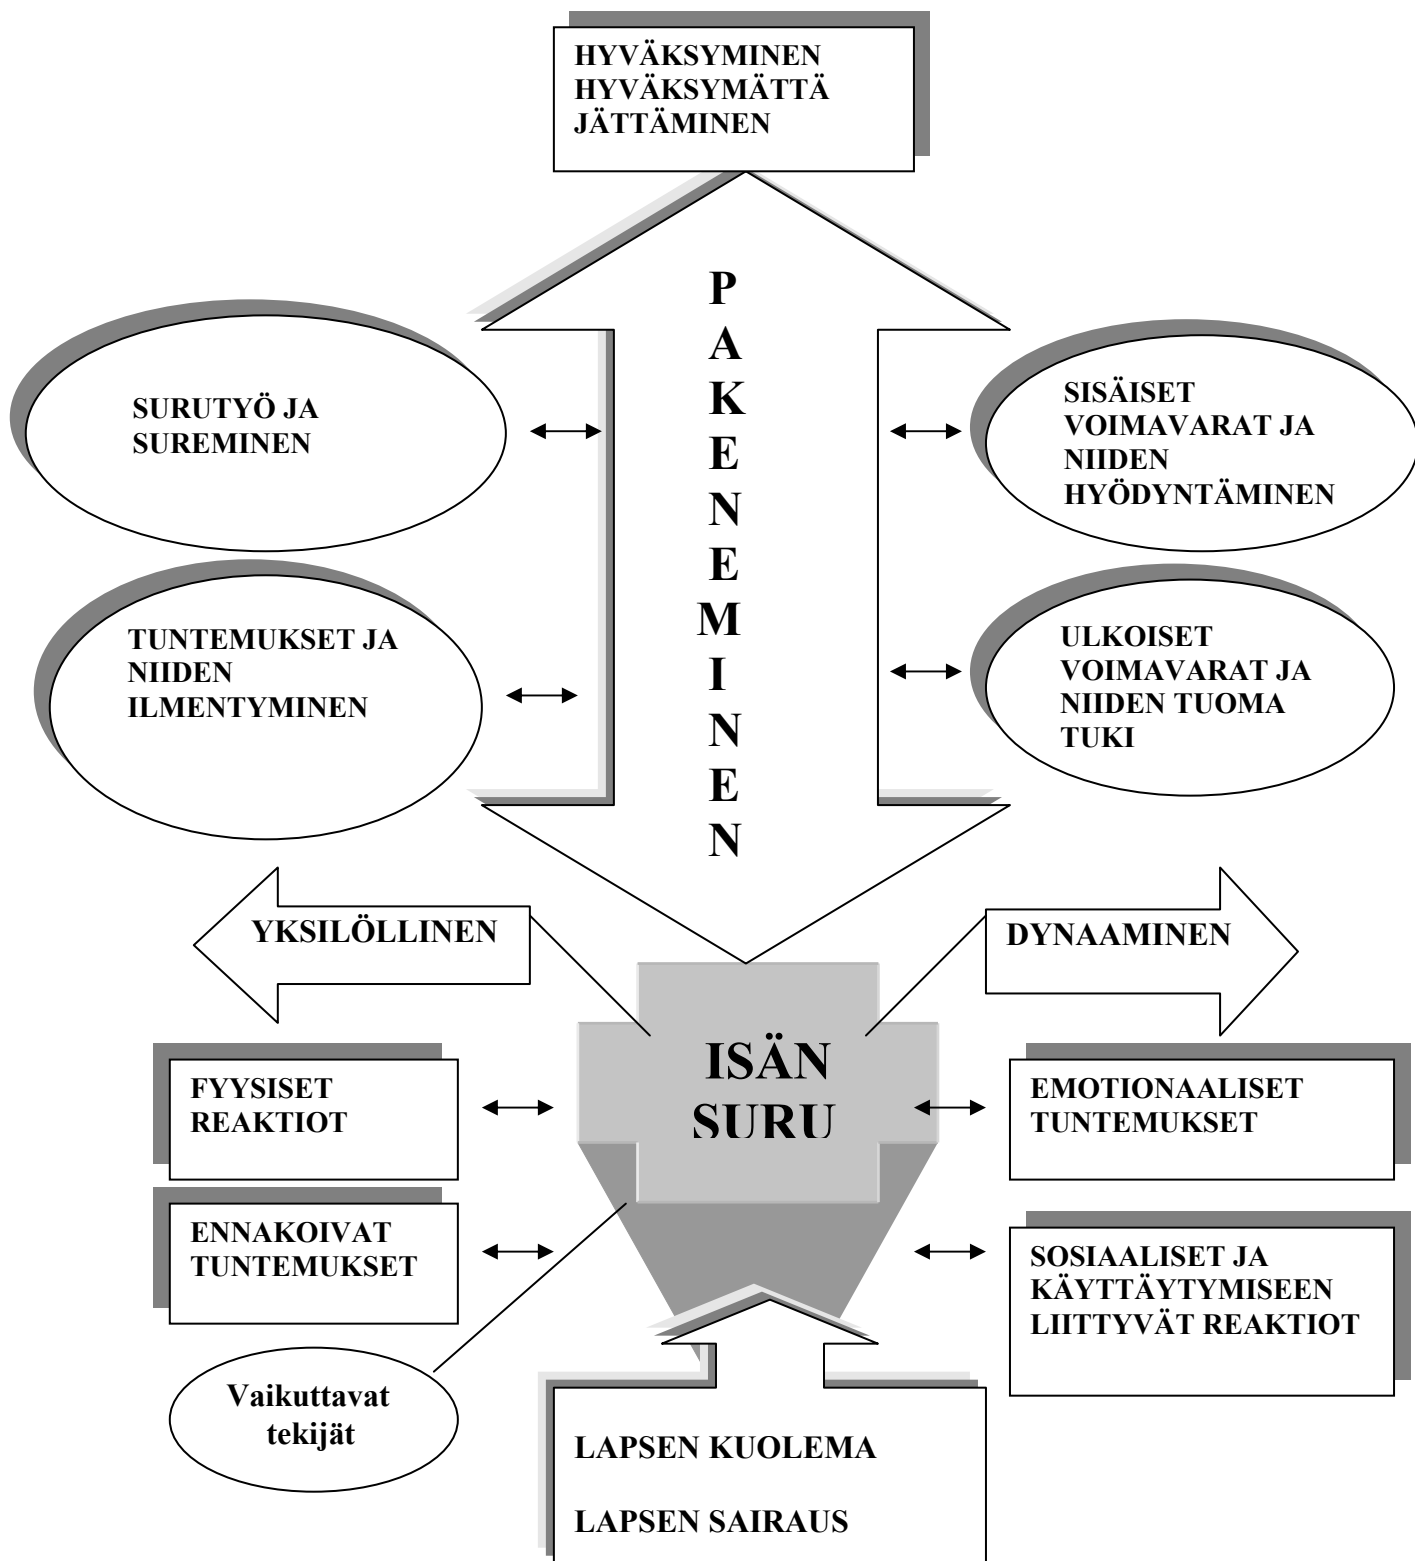 HYVÄKSYMINEN
HYVÄKSYMÄTTÄ
JÄTTÄMINEN
P
A
K
E
N
E
M
I
N
E
N
SURUTYÖ JA
SUREMINEN
SISÄISET
VOIMAVARAT JA
NIIDEN
HYÖDYNTÄMINEN
TUNTEMUKSET JA
NIIDEN
ILMENTYMINEN
ULKOISET
VOIMAVARAT JA
NIIDEN TUOMA
TUKI
YKSILÖLLINEN
DYNAAMINEN
ISÄN
SURU
FYYSISET
REAKTIOT
EMOTIONAALISET
TUNTEMUKSET
ENNAKOIVAT
TUNTEMUKSET
SOSIAALISET JA
KÄYTTÄYTYMISEEN
LIITTYVÄT REAKTIOT
Vaikuttavat
tekijät
LAPSEN KUOLEMA
LAPSEN SAIRAUS